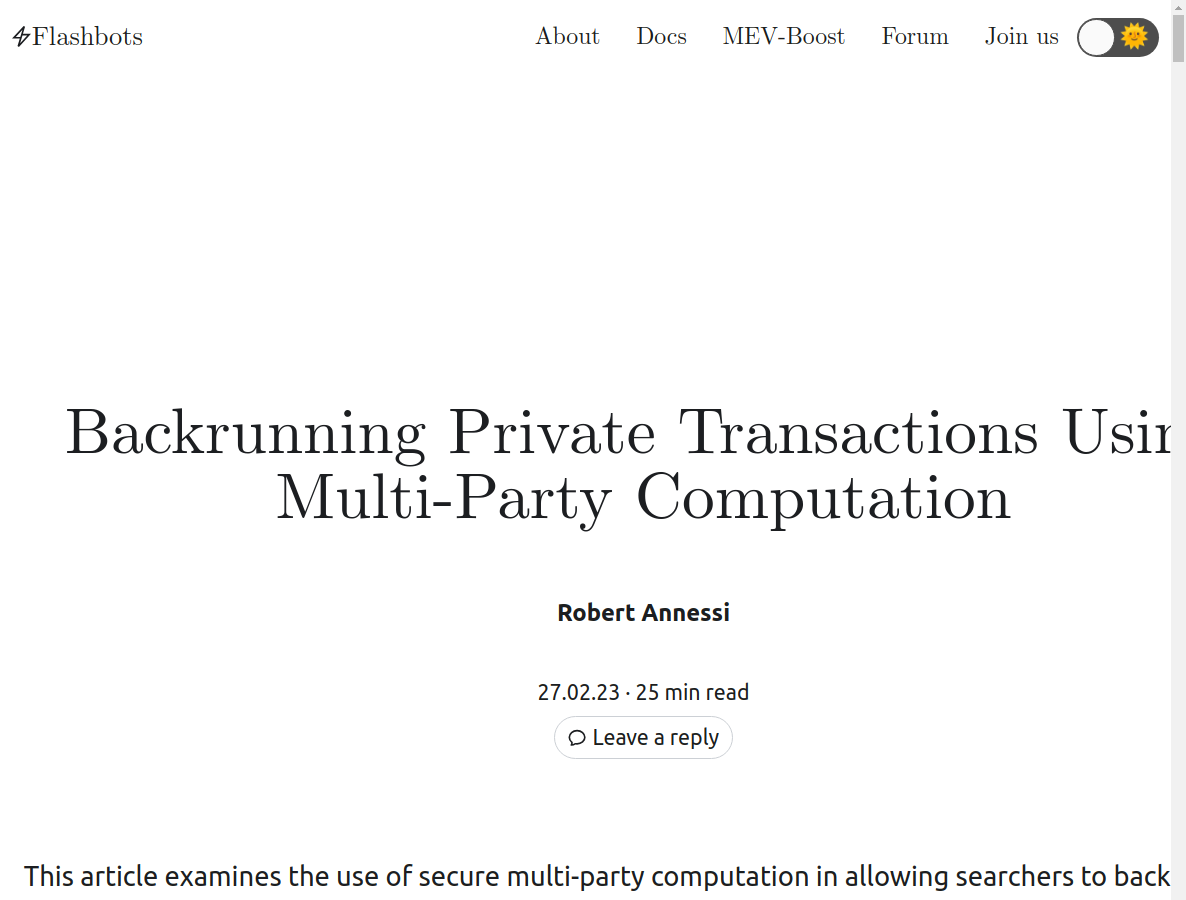 Flashbots
About Docs MEV-Boost Forum Join us
Backrunning Private Transactions Usin
Multi-Party Computation
Robert Annessi
27.02.23 · 25 min read
Leave a reply
This article examines the use of secure multi-party computation in allowing searchers to back